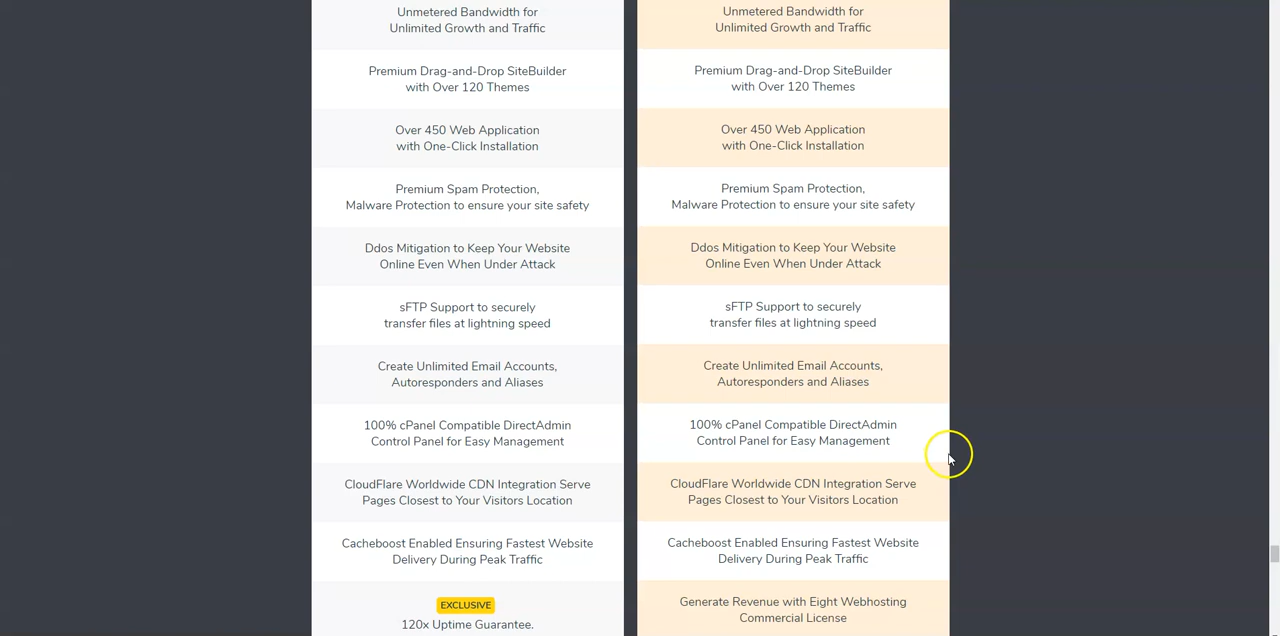 Unmetered Bandwidth for
Unlimited Growth and Traffic
Premium Drag-and-Drop SiteBuilder
with Over 120 Themes
Over 450 Web Application
with One-Click Installation
Premium Spam Protection,
Malware Protection to ensure your site safety
Ddos Mitigation to Keep Your Website
Online Even When Under Attack
sFTP Support to securely
transfer files at lightning speed
Create Unlimited Email Accounts,
Autoresponders and Aliases
100% cPanel Compatible DirectAdmin
Control Panel for Easy Management
CloudFlare Worldwide CDN Integration Serve
Pages Closest to Your Visitors Location
Cacheboost Enabled Ensuring Fastest Website
Delivery During Peak Traffic
EXCLUSIVE
120x Uptime Guarantee.
Unmetered Bandwidth for
Unlimited Growth and Traffic
Premium Drag-and-Drop SiteBuilder
with Over 120 Themes
Over 450 Web Application
with One-Click Installation
Premium Spam Protection,
Malware Protection to ensure your site safety
Ddos Mitigation to Keep Your Website
Online Even When Under Attack
sFTP Support to securely
transfer files at lightning speed
Create Unlimited Email Accounts,
Autoresponders and Aliases
100% cPanel Compatible DirectAdmin
Control Panel for Easy Management
CloudFlare Worldwide CDN Integration Serve
Pages Closest to Your Visitors Location
Cacheboost Enabled Ensuring Fastest Website
Delivery During Peak Traffic
Generate Revenue with Eight Webhosting
Commercial License